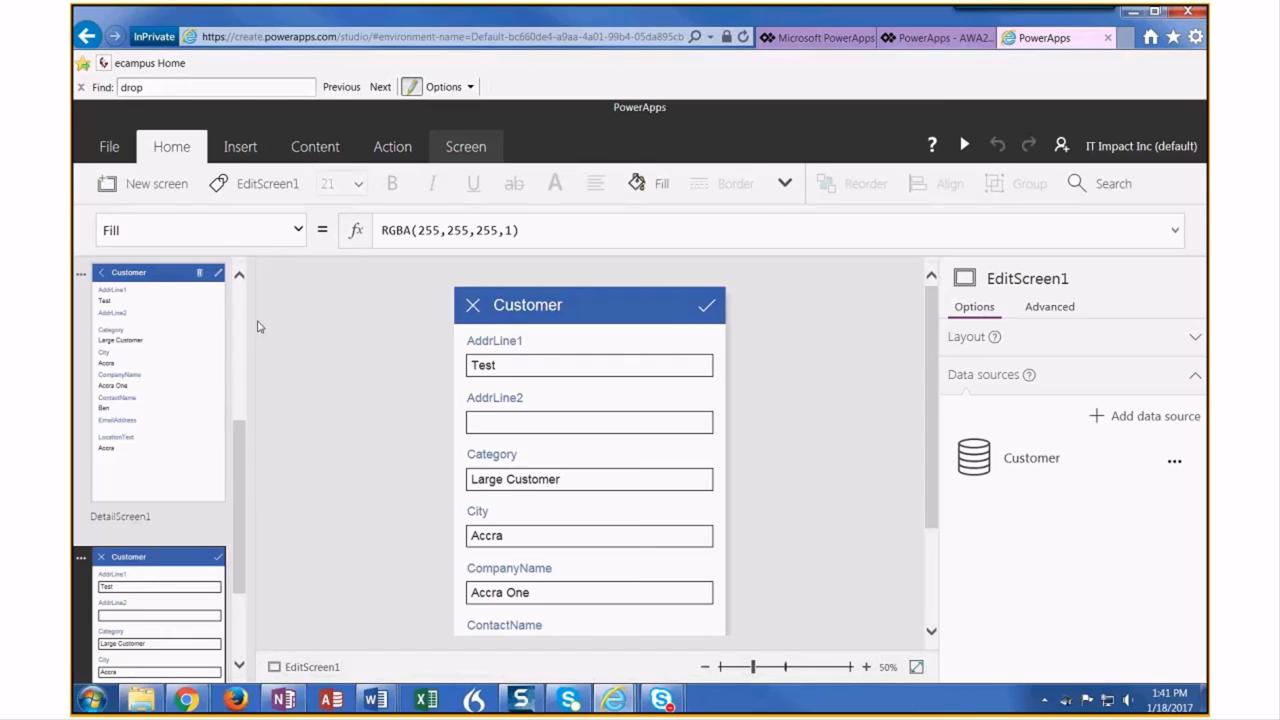 InPrivate
https://create.powerapps.com/studio/#environment-name=Default-bc660de4-a9aa-4a01-99b4-05da895cb
Microsoft PowerApps
PowerApps - AWA2...
PowerApps
ecampus Home
Find: drop Previous Next Options
PowerApps
File Home Insert Content Action Screen ? IT Impact Inc (default)
New screen EditScreen1 21 B I U ab A Fill Border Reorder Align Group Search
Fill = fx RGBA(255,255,255,1)
Customer
AddrLine1
Test
AddrLine2
Category
Large Customer
City
Accra
CompanyName
Accra One
ContactName
Ben
EmailAddress
LocationText
Accra
DetailScreen1
Customer
AddrLine1
Test
AddrLine2
Category
Large Customer
City
Accra
Customer
AddrLine1
Test
AddrLine2
Category
Large Customer
City
Accra
CompanyName
Accra One
ContactName
EditScreen1
50%
EditScreen1
Options Advanced
Layout ?
Data sources ?
+ Add data source
Customer ...
1:41 PM
1/18/2017